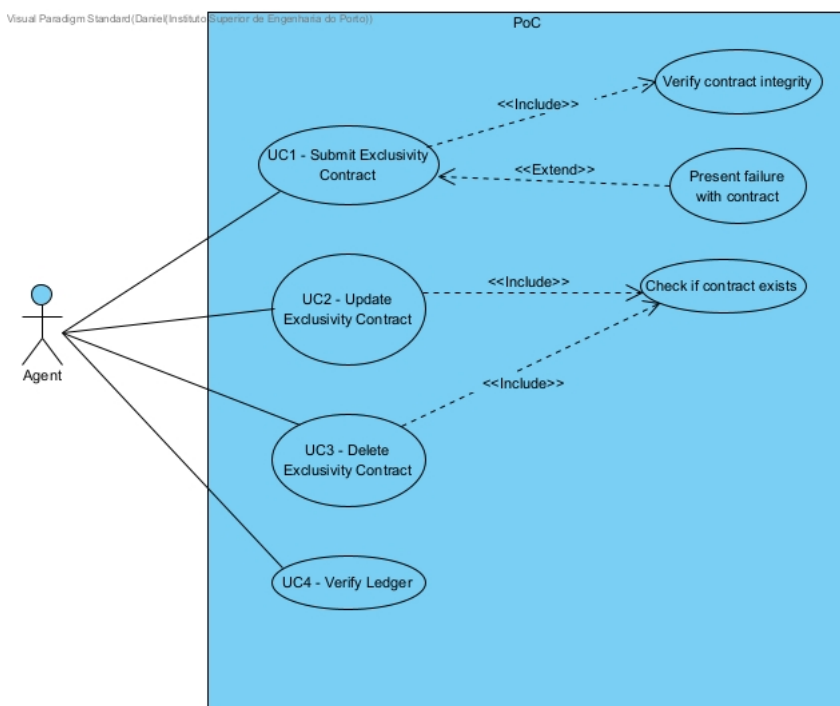 Visual Paradigm Standard(Daniel(Instituto Superior de Engenharia do Porto))
PoC
Verify contract integrity
<<Include>>
UC1 - Submit Exclusivity
Contract
<<Extend>>
Present failure
with contract
UC2 - Update
Exclusivity Contract
<<Include>>
Check if contract exists
Agent
<<Include>>
UC3 - Delete
Exclusivity Contract
UC4 - Verify Ledger